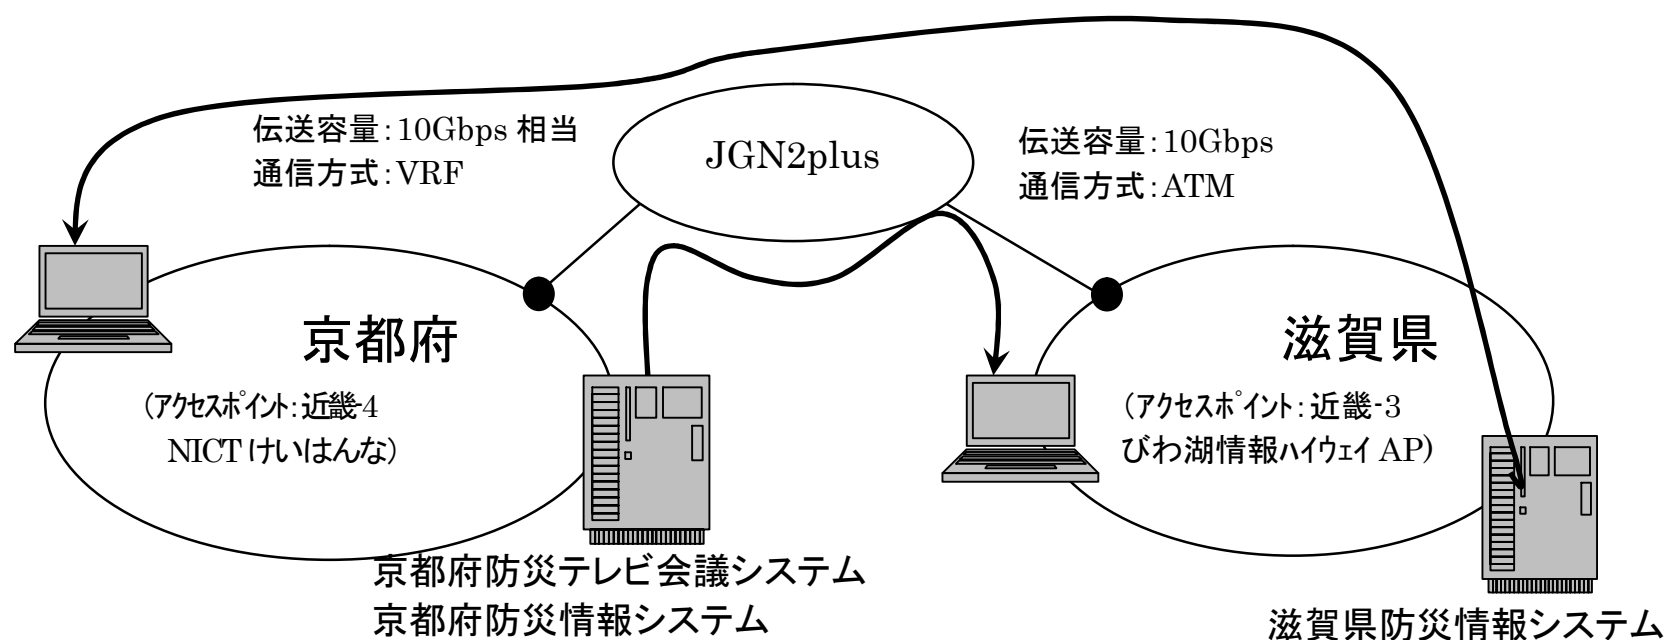 伝送容量：10Gbps 相当
通信方式：VRF
JGN2plus
伝送容量：10Gbps
通信方式：ATM
京都府
（ｱｸｾｽﾎﾟｲﾝﾄ：近畿-4
NICT けいはんな）
滋賀県
（ｱｸｾｽﾎﾟｲﾝﾄ：近畿-3
びわ湖情報ﾊｲｳｪｲ AP）
京都府防災テレビ会議システム
京都府防災情報システム
滋賀県防災情報システム